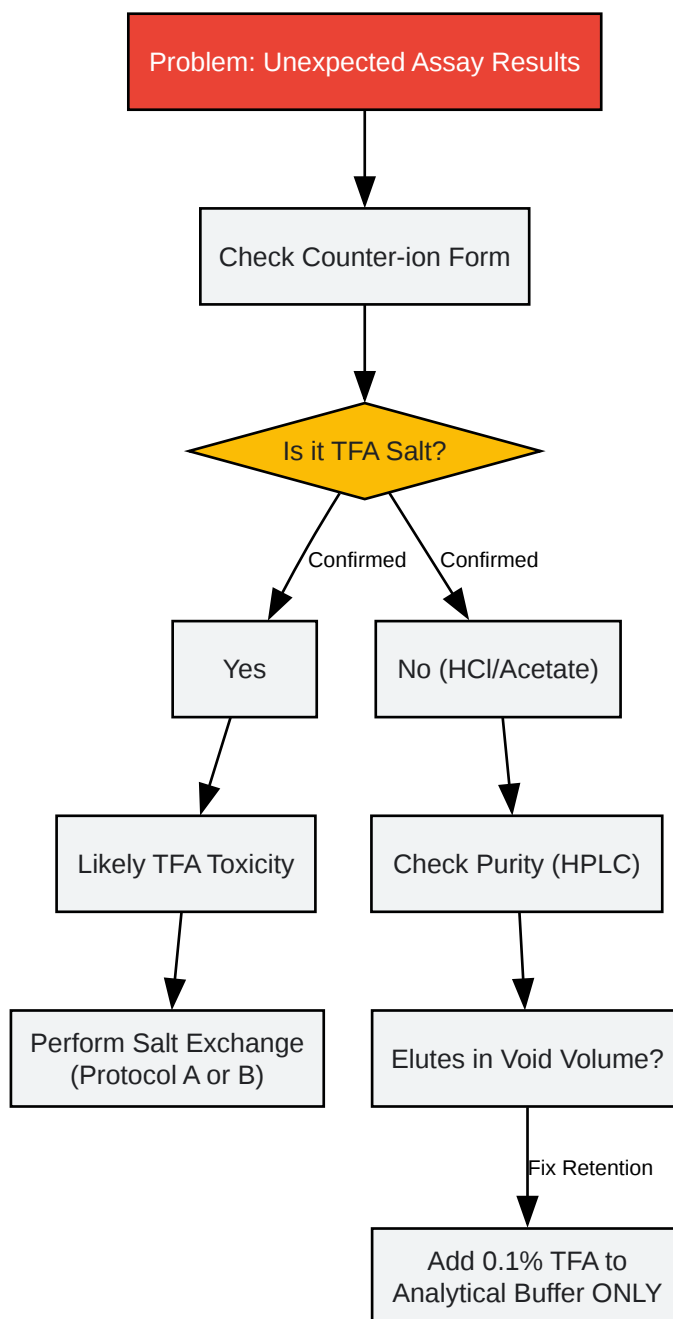 Problem: Unexpected Assay Results
Check Counter-ion Form
Is it TFA Salt?
Confirmed
Confirmed
Yes
No (HCl/Acetate)
Likely TFA Toxicity
Check Purity (HPLC)
Perform Salt Exchange
(Protocol A or B)
Elutes in Void Volume?
Fix Retention
Add 0.1% TFA to
Analytical Buffer ONLY